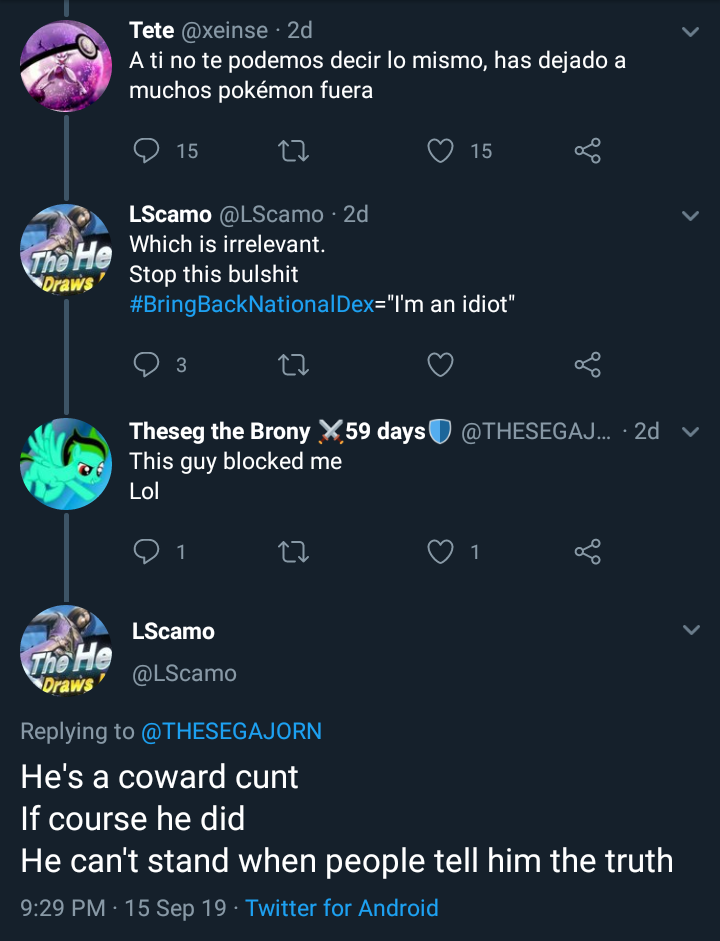 Tete @xeinse · 2d
A ti no te podemos decir lo mismo, has dejado a
muchos pokémon fuera
15 15
LScamo @LScamo · 2d
The He
Draws
Which is irrelevant.
Stop this bulshit
#BringBackNationalDex="I'm an idiot"
3
Theseg the Brony ⚔️59 days🛡️ @THESEGAJ... · 2d
This guy blocked me
Lol
1 1
LScamo
The He
Draws
@LScamo
Replying to @THESEGAJORN
He's a coward cunt
If course he did
He can't stand when people tell him the truth
9:29 PM · 15 Sep 19 · Twitter for Android